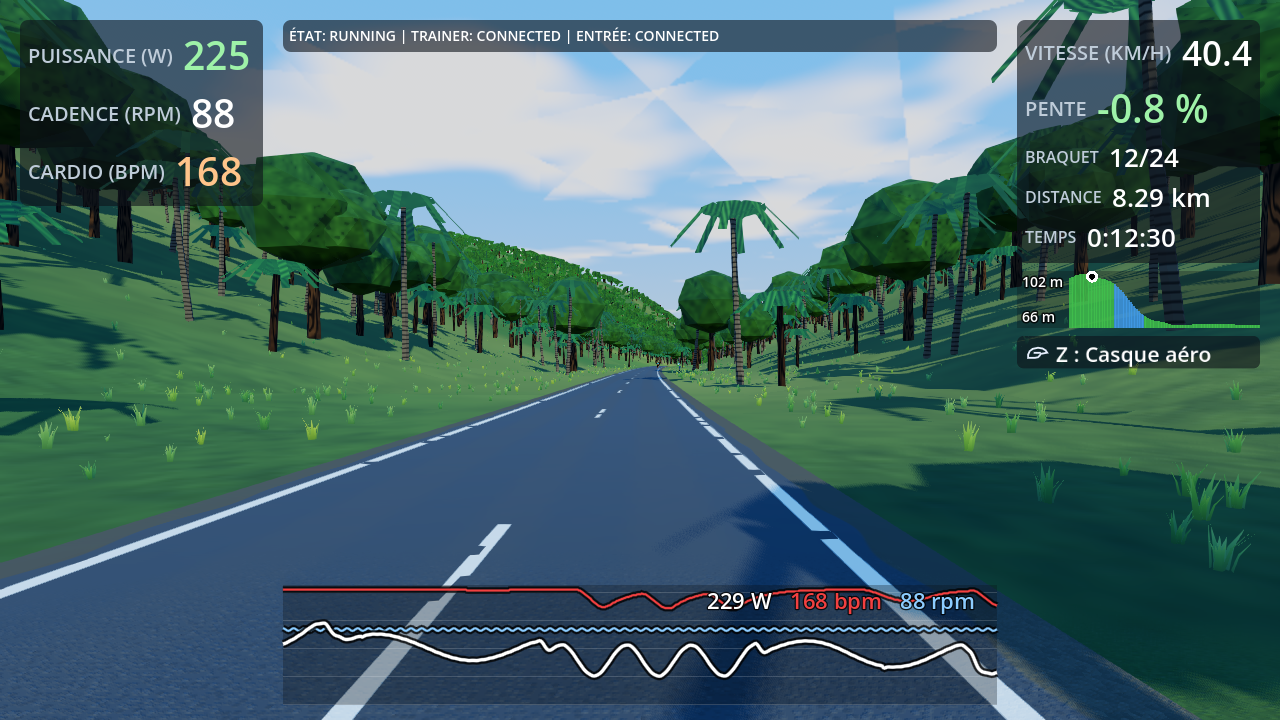 PUISSANCE (W) 225
CADENCE (RPM) 88
CARDIO (BPM) 168
ÉTAT: RUNNING | TRAINER: CONNECTED | ENTRÉE: CONNECTED
VITESSE (KM/H) 40.4
PENTE -0.8 %
BRAQUET 12/24
DISTANCE 8.29 km
TEMPS 0:12:30
102 m
66 m
Z : Casque aéro
229 W 168 bpm 88 rpm